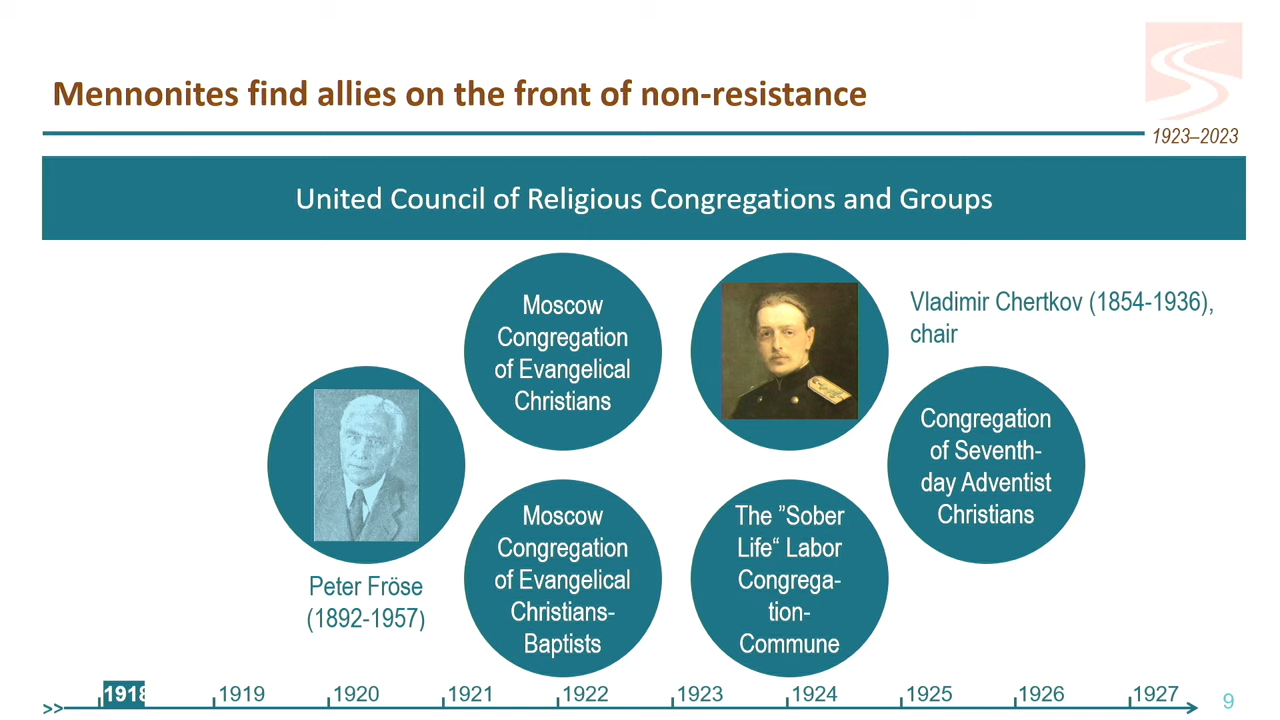 Mennonites find allies on the front of non-resistance
1923–2023
United Council of Religious Congregations and Groups
Moscow
Congregation
of Evangelical
Christians
Vladimir Chertkov (1854-1936),
chair
Peter Fröse
(1892-1957)
Moscow
Congregation
of Evangelical
Christians-
Baptists
The ”Sober
Life“ Labor
Congrega-
tion-
Commune
Congregation
of Seventh-
day Adventist
Christians
>> 1918 1919 1920 1921 1922 1923 1924 1925 1926 1927
9